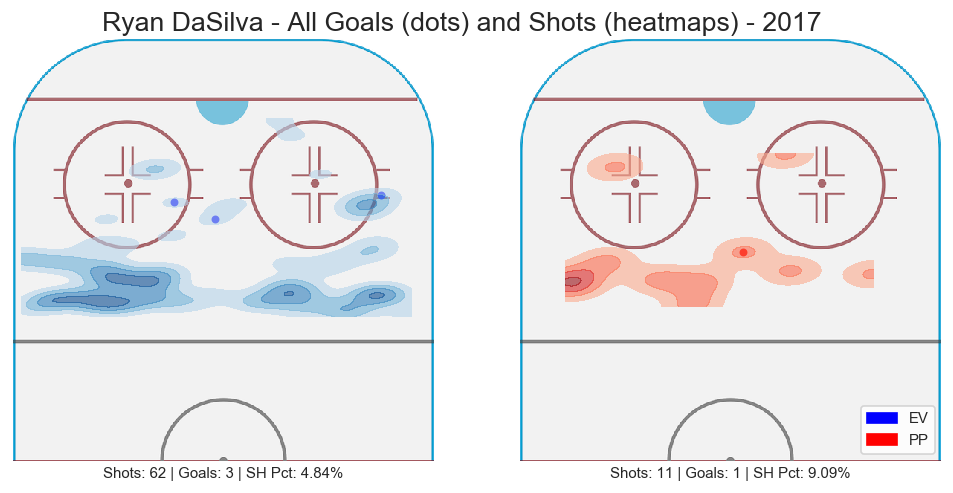 Ryan DaSilva - All Goals (dots) and Shots (heatmaps) - 2017
EV
PP
Shots: 62 | Goals: 3 | SH Pct: 4.84%
Shots: 11 | Goals: 1 | SH Pct: 9.09%